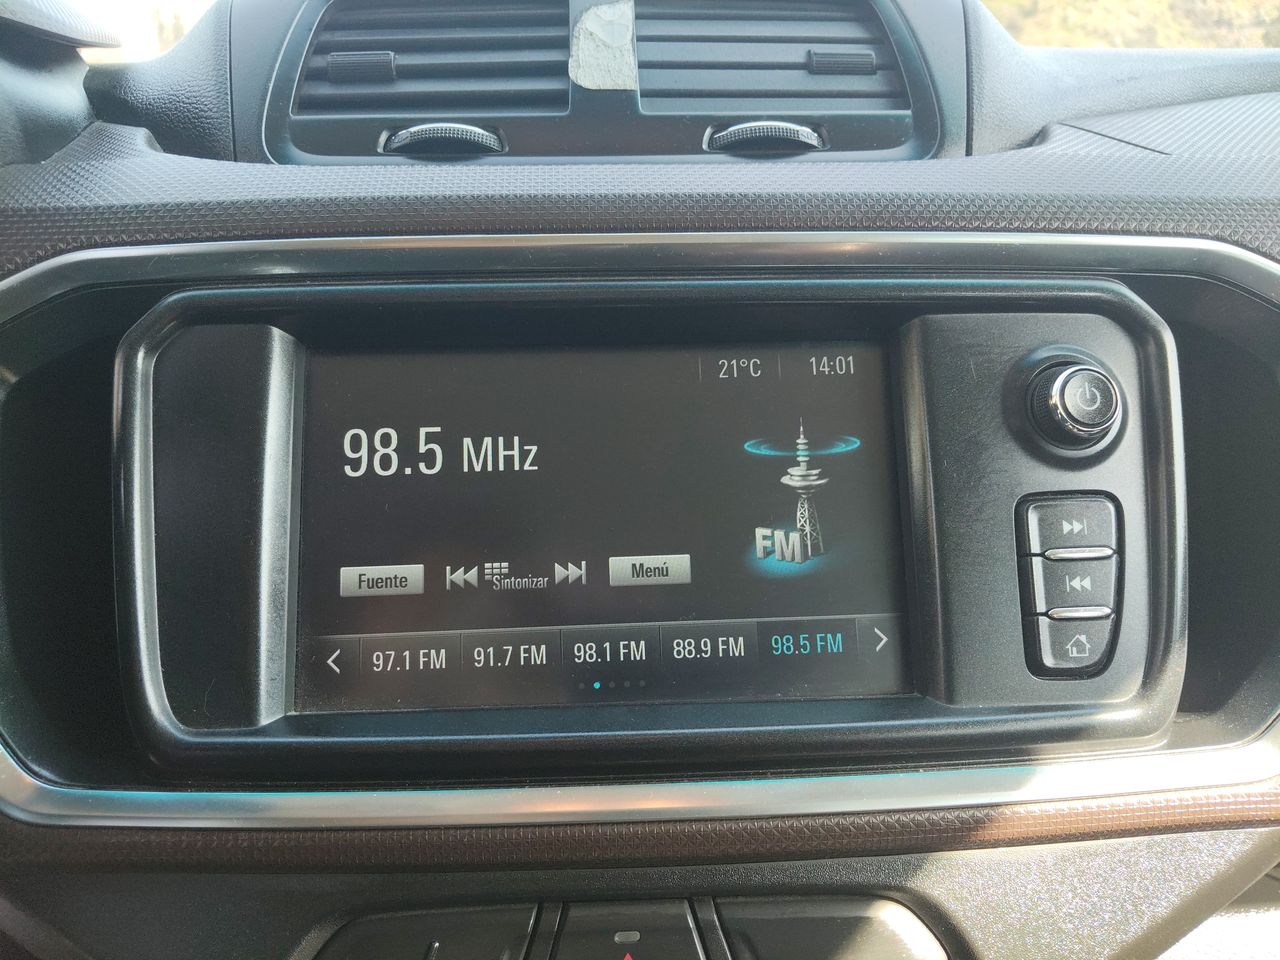 21°C 14:01
98.5 MHz
FM
Fuente Sintonizar Menú
97.1 FM 91.7 FM 98.1 FM 88.9 FM 98.5 FM